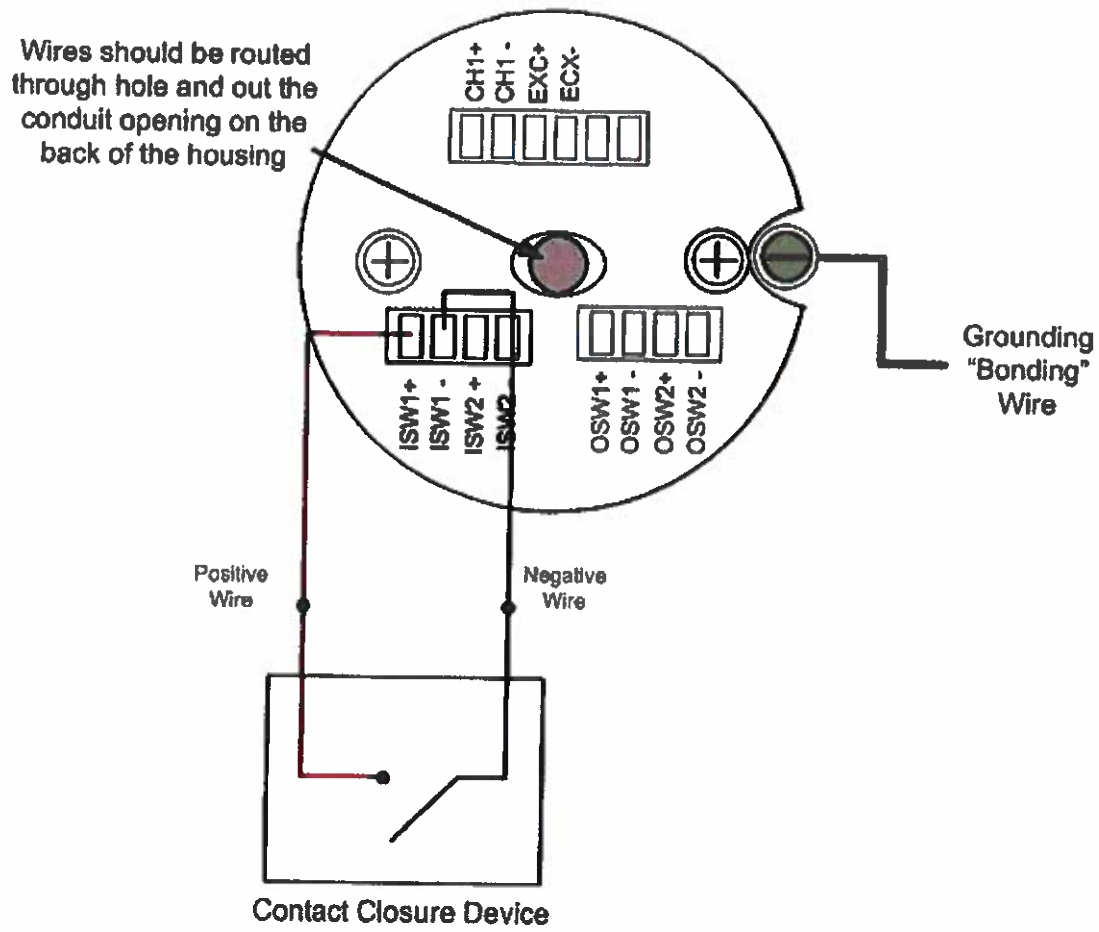 Wires should be routed
through hole and out the
conduit opening on the
back of the housing
CH1+
CH1 -
EXC+
ECX-
ISW1+
ISW1 -
ISW2 +
ISW2
OSW1+
OSW1 -
OSW2+
OSW2 -
Grounding
"Bonding"
Wire
Positive
Wire
Negative
Wire
Contact Closure Device